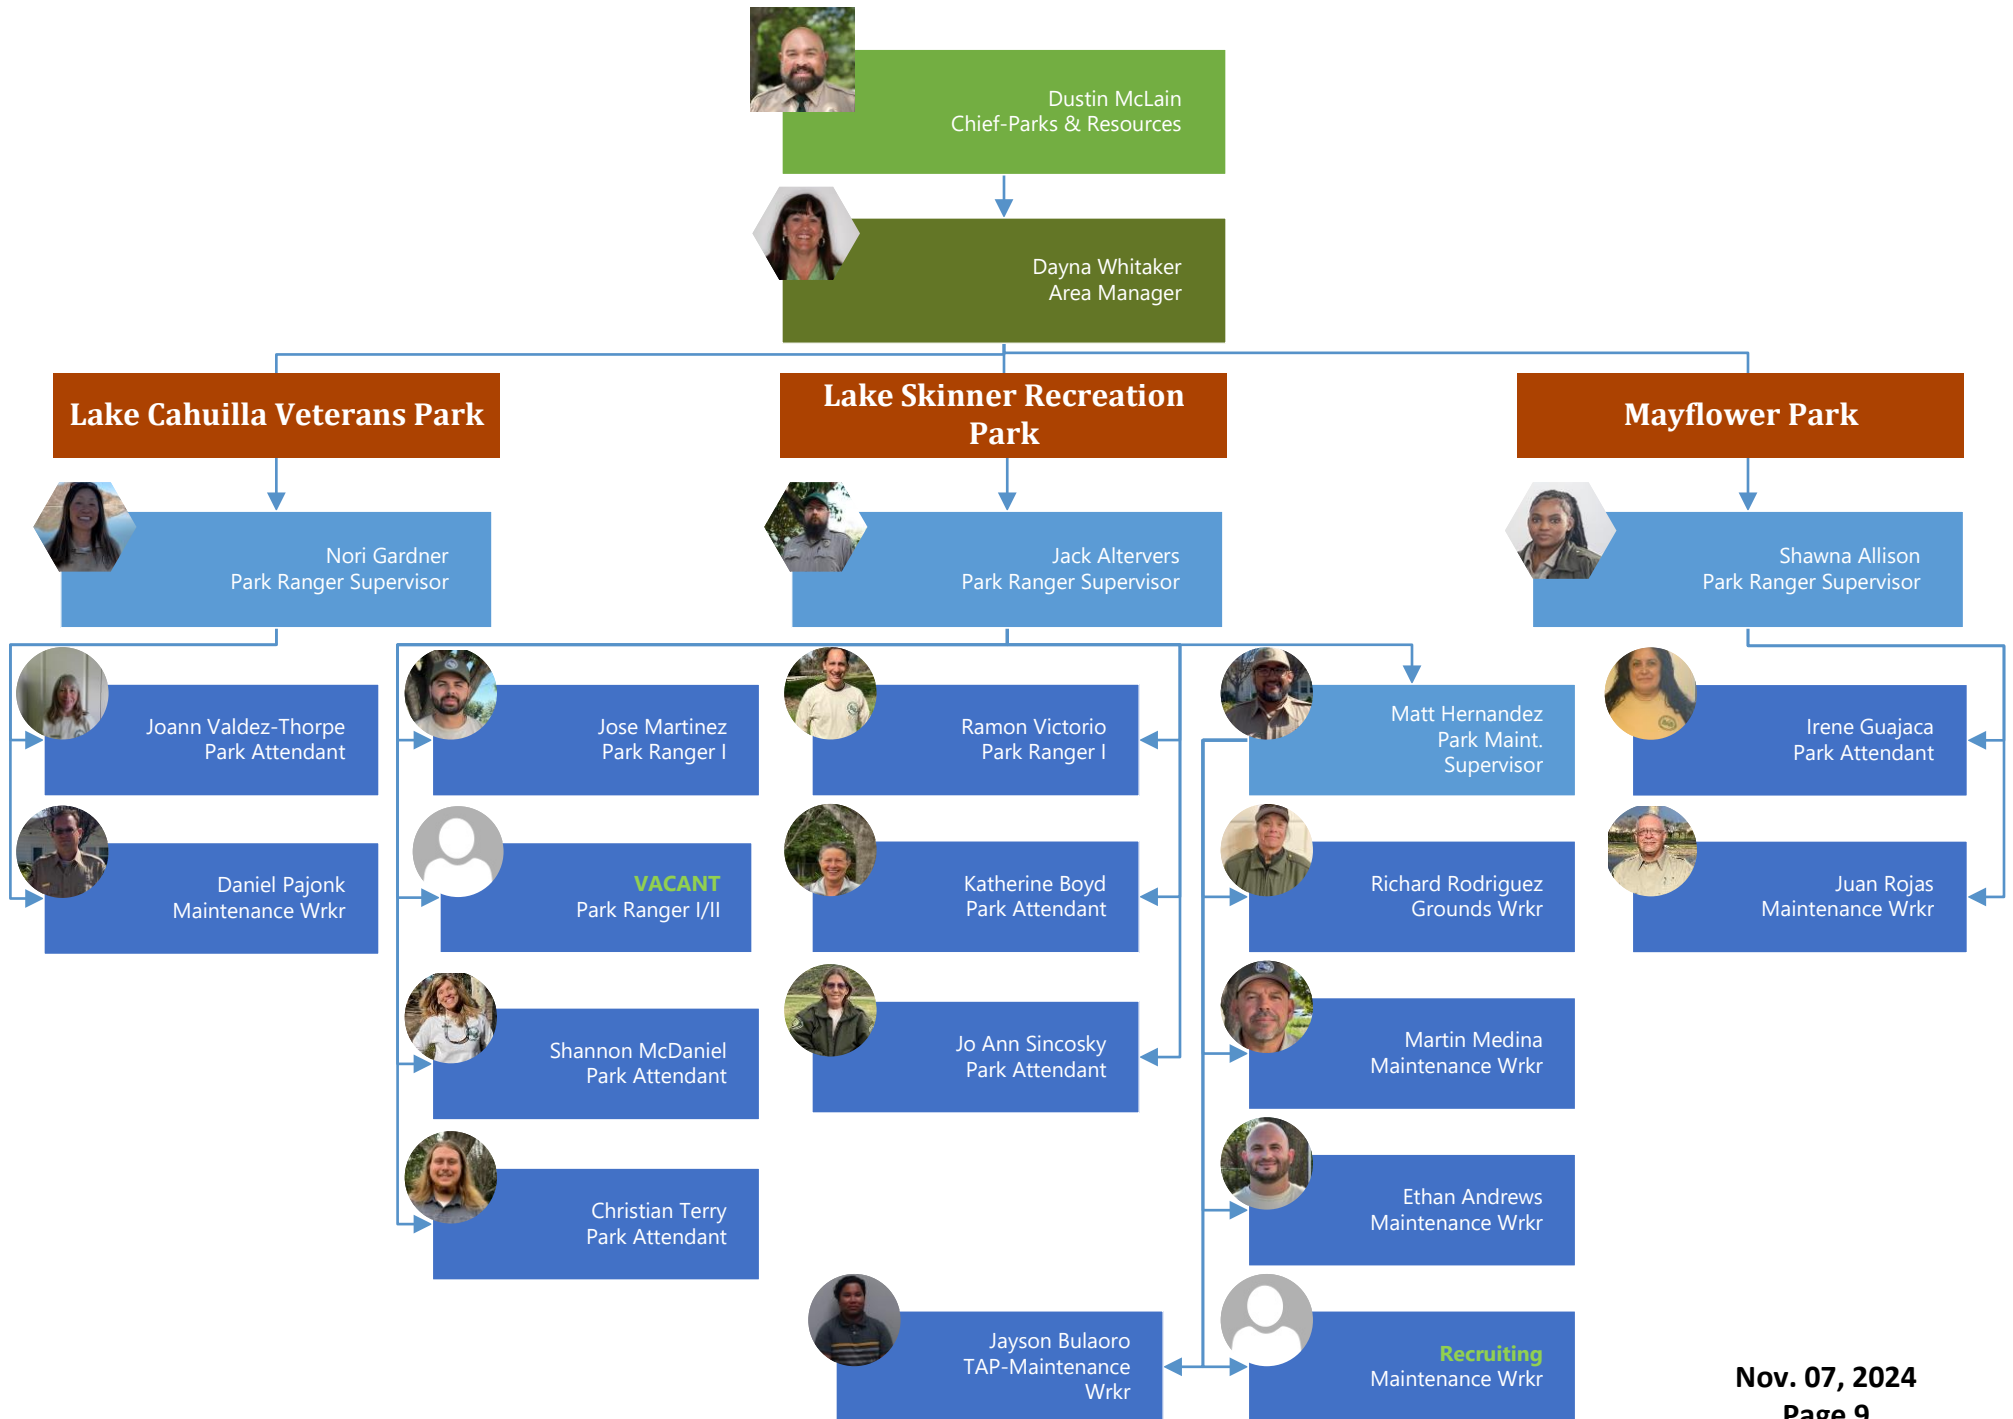 Dustin McLain
Chief-Parks & Resources
Dayna Whitaker
Area Manager
Lake Cahuilla Veterans Park
Lake Skinner Recreation
Park
Mayflower Park
Nori Gardner
Park Ranger Supervisor
Jack Altervers
Park Ranger Supervisor
Shawna Allison
Park Ranger Supervisor
Joann Valdez-Thorpe
Park Attendant
Jose Martinez
Park Ranger I
Ramon Victorio
Park Ranger I
Matt Hernandez
Park Maint.
Supervisor
Irene Guajaca
Park Attendant
Daniel Pajonk
Maintenance Wrkr
VACANT
Park Ranger I/II
Katherine Boyd
Park Attendant
Richard Rodriguez
Grounds Wrkr
Juan Rojas
Maintenance Wrkr
Shannon McDaniel
Park Attendant
Jo Ann Sincosky
Park Attendant
Martin Medina
Maintenance Wrkr
Christian Terry
Park Attendant
Ethan Andrews
Maintenance Wrkr
Jayson Bulaoro
TAP-Maintenance
Wrkr
Recruiting
Maintenance Wrkr
Nov. 07, 2024
Page 9